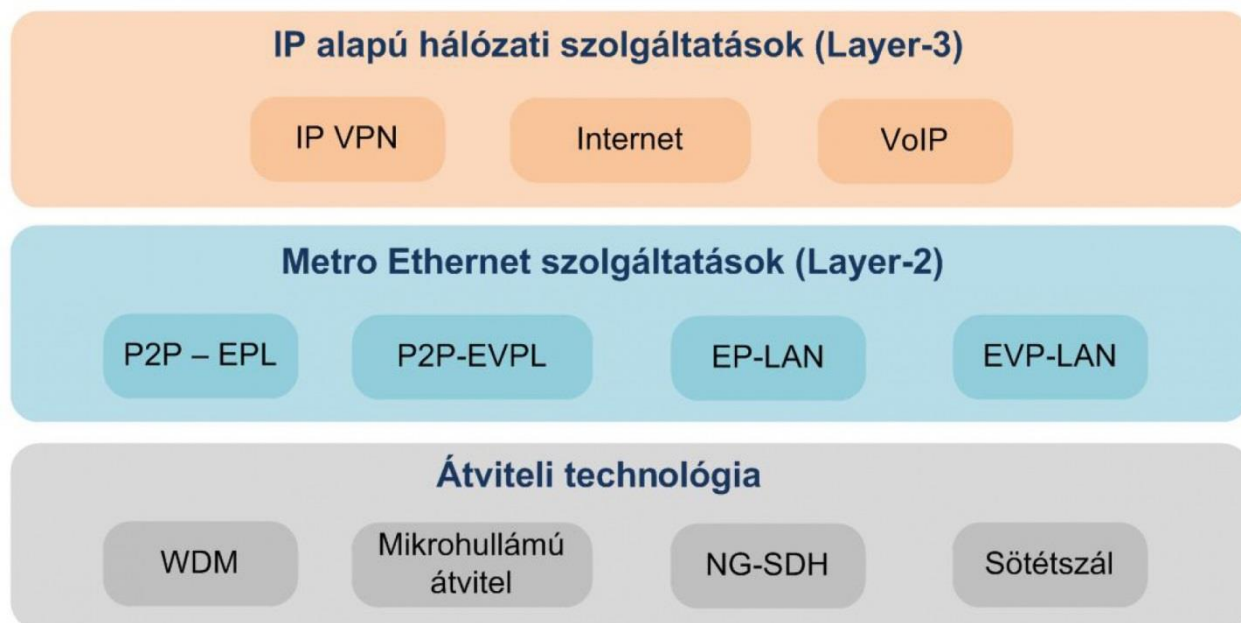 IP alapú hálózati szolgáltatások (Layer-3)
IP VPN
Internet
VoIP
Metro Ethernet szolgáltatások (Layer-2)
P2P – EPL
P2P-EVPL
EP-LAN
EVP-LAN
Átviteli technológia
WDM
Mikrohullámú
átvitel
NG-SDH
Sötétszál